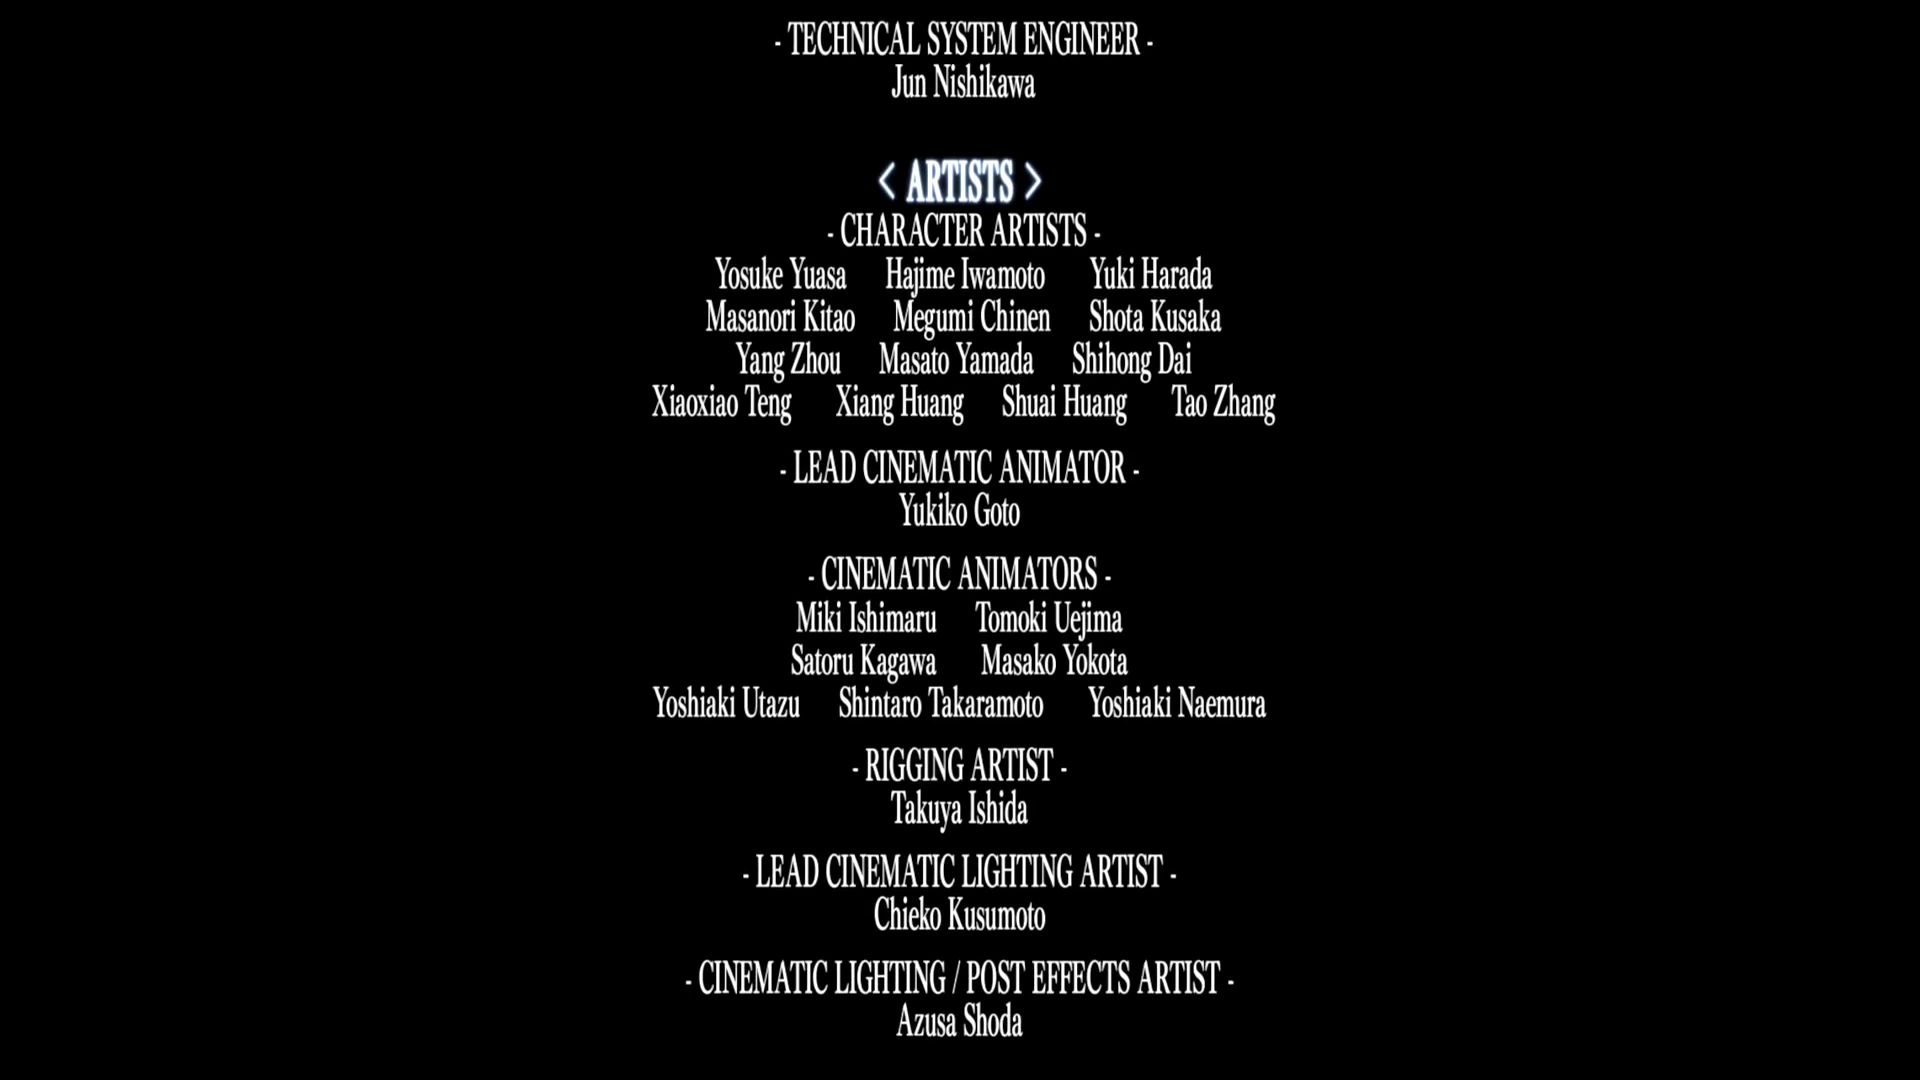 - TECHNICAL SYSTEM ENGINEER -
Jun Nishikawa
< ARTISTS >
- CHARACTER ARTISTS -
Yosuke Yuasa Hajime Iwamoto Yuki Harada
Masanori Kitao Megumi Chinen Shota Kusaka
Yang Zhou Masato Yamada Shihong Dai
Xiaoxiao Teng Xiang Huang Shuai Huang Tao Zhang
- LEAD CINEMATIC ANIMATOR -
Yukiko Goto
- CINEMATIC ANIMATORS -
Miki Ishimaru Tomoki Uejima
Satoru Kagawa Masako Yokota
Yoshiaki Utazu Shintaro Takaramoto Yoshiaki Naemura
- RIGGING ARTIST -
Takuya Ishida
- LEAD CINEMATIC LIGHTING ARTIST -
Chieko Kusumoto
- CINEMATIC LIGHTING / POST EFFECTS ARTIST -
Azusa Shoda